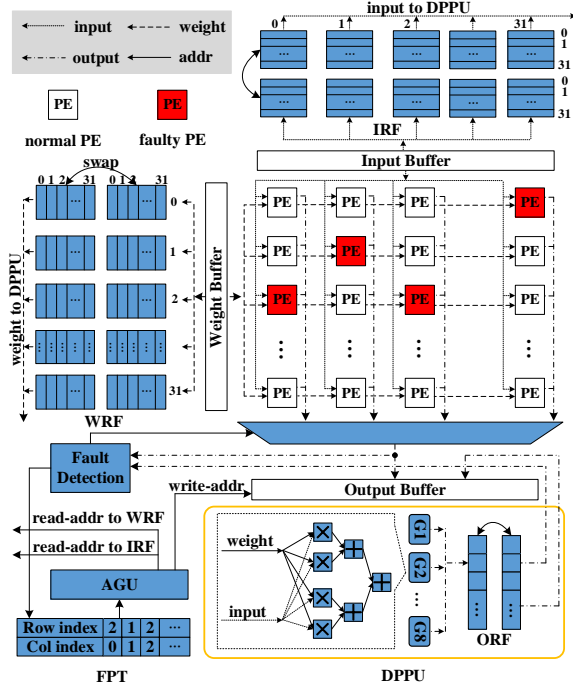 input
weight
output
addr
PE
PE
normal PE
faulty PE
input to DPPU
0 1 2 31
0
1
31
... ... ... ... ...
0
1
31
... ... ... ... ...
IRF
Input Buffer
swap
0 1 2 31 0 1 2 31
... ... 0
... ... 1
... ... 2
... ... 31
weight to DPPU
WRF
Weight Buffer
PE PE PE PE
PE PE PE PE
PE PE PE PE
... ... ... ...
PE PE PE PE
Fault
Detection
write-addr
Output Buffer
read-addr to WRF
read-addr to IRF
AGU
Row index 2 1 2 ...
Col index 0 1 2 ...
FPT
weight
input
G1
G2
...
G8
... ...
ORF
DPPU